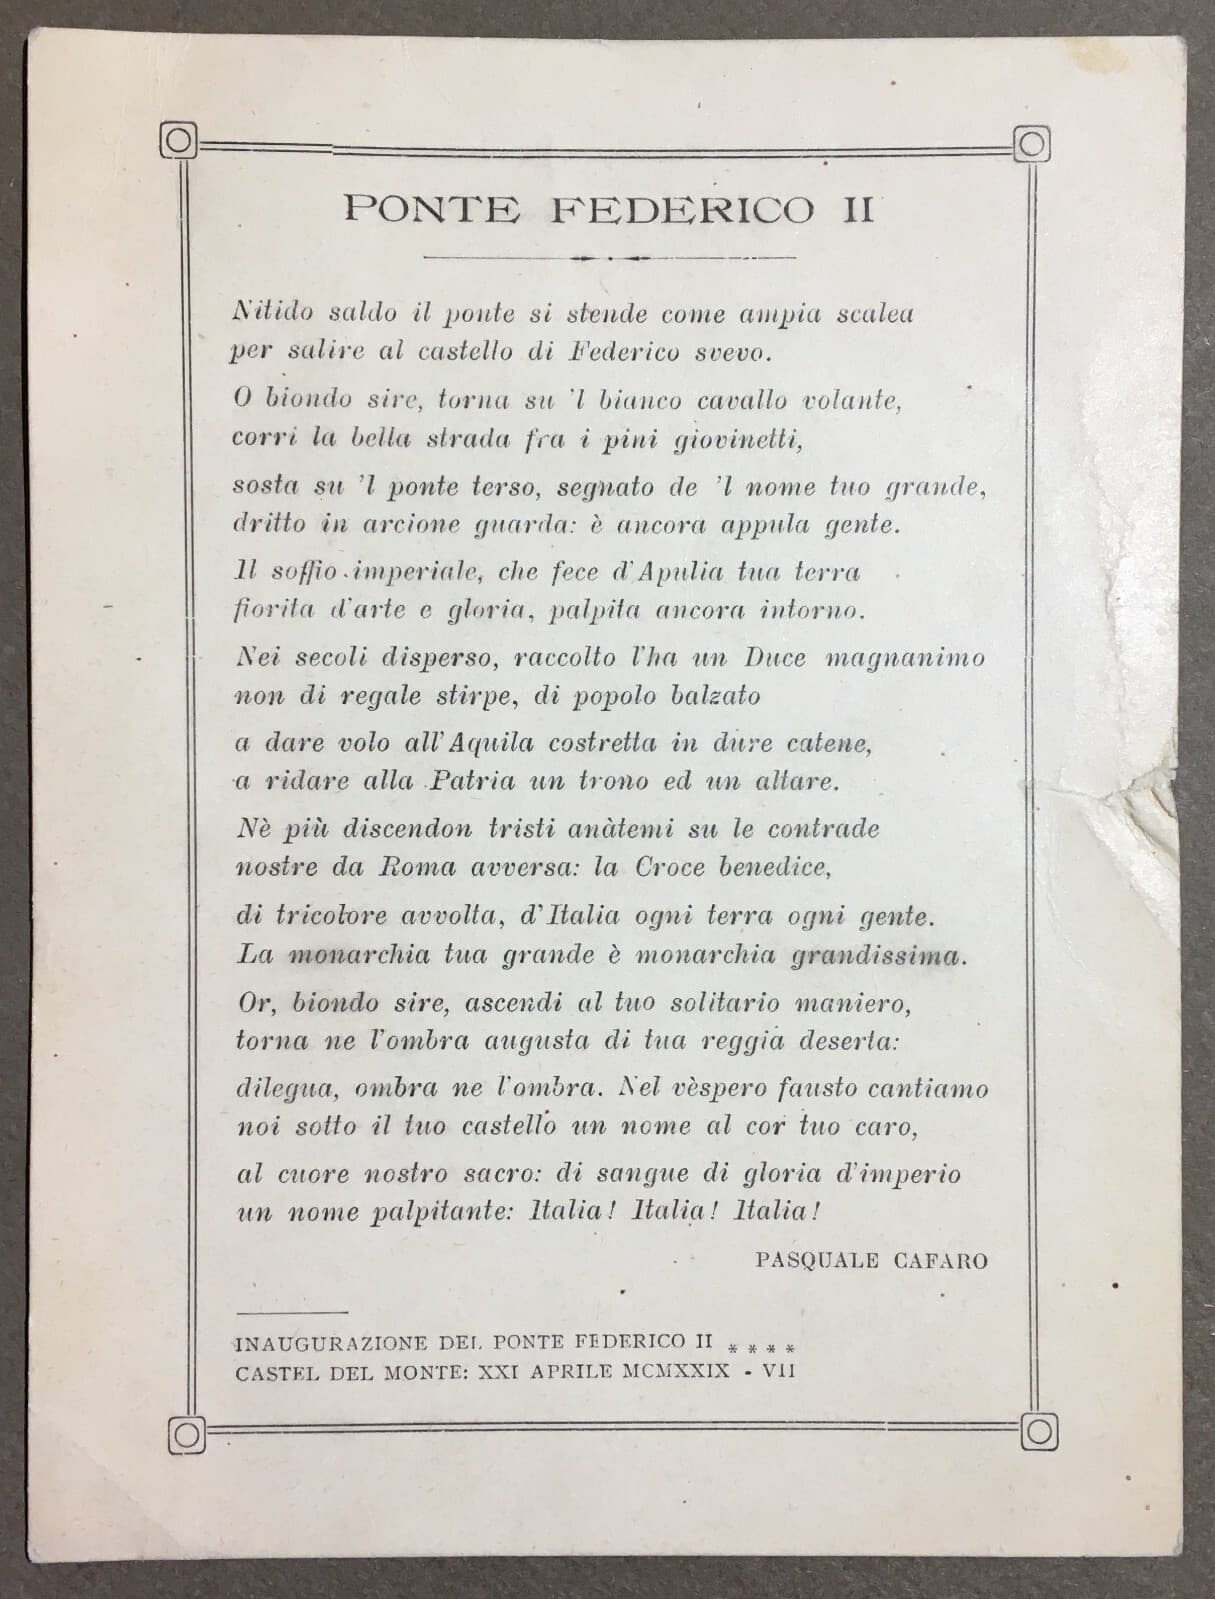 PONTE FEDERICO II
Nitido saldo il ponte si stende come ampia scalea
per salire al castello di Federico svevo.
O biondo sire, torna su 'l bianco cavallo volante,
corri la bella strada fra i pini giovinetti,
sosta su 'l ponte terso, segnato de 'l nome tuo grande,
dritto in arcione guarda: è ancora appula gente.
Il soffio imperiale, che fece d'Apulia tua terra
fiorita d'arte e gloria, palpita ancora intorno.
Nei secoli disperso, raccolto l'ha un Duce magnanimo
non di regale stirpe, di popolo balzato
a dare volo all'Aquila costretta in dure catene,
a ridare alla Patria un trono ed un altare.
Nè più discendon tristi anàtemi su le contrade
nostre da Roma avversa: la Croce benedice,
di tricolore avvolta, d'Italia ogni terra ogni gente.
La monarchia tua grande è monarchia grandissima.
Or, biondo sire, ascendi al tuo solitario maniero,
torna ne l'ombra augusta di tua reggia deserta:
dilegua, ombra ne l'ombra. Nel vèspero fausto cantiamo
noi sotto il tuo castello un nome al cor tuo caro,
al cuore nostro sacro: di sangue di gloria d'imperio
un nome palpitante: Italia! Italia! Italia!
PASQUALE CAFARO
INAUGURAZIONE DEL PONTE FEDERICO II * * * *
CASTEL DEL MONTE: XXI APRILE MCMXXIX - VII